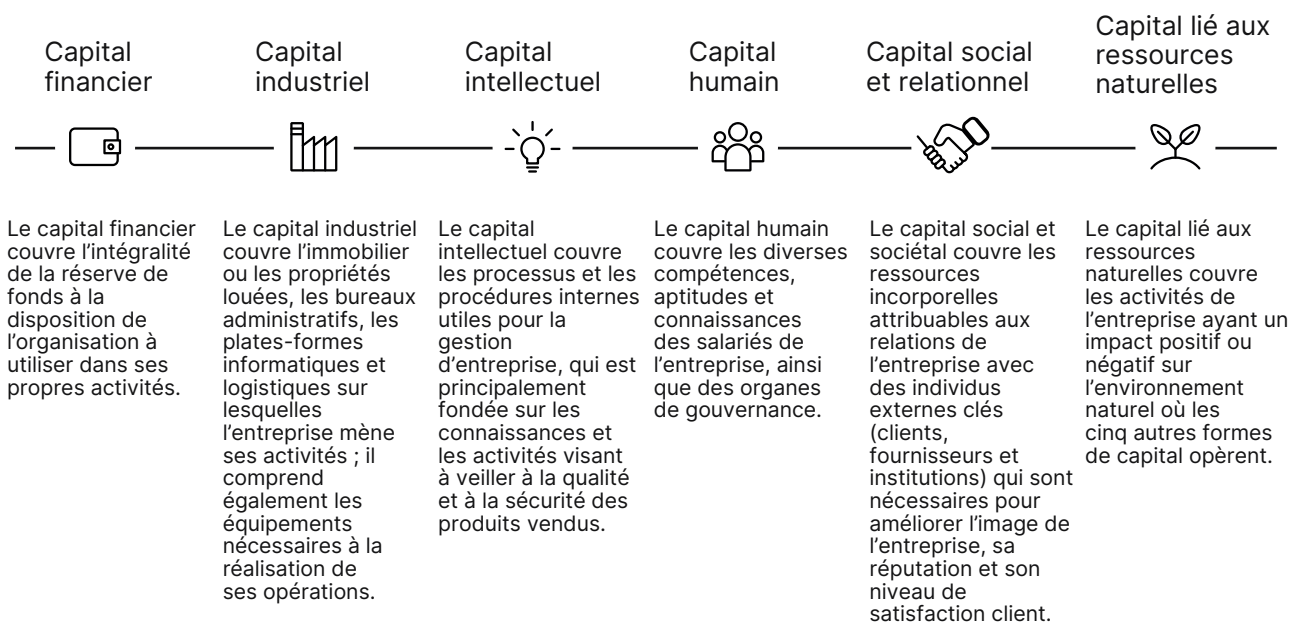 Capital
financier
Capital
industriel
Capital
intellectuel
Capital
humain
Capital social
et relationnel
Capital lié aux
ressources
naturelles
Le capital financier
couvre l’intégralité
de la réserve de
fonds à la
disposition de
l’organisation à
utiliser dans ses
propres activités.
Le capital industriel
couvre l’immobilier
ou les propriétés
louées, les bureaux
administratifs, les
plates-formes
informatiques et
logistiques sur
lesquelles
l’entreprise mène
ses activités ; il
comprend
également les
équipements
nécessaires à la
réalisation de
ses opérations.
Le capital
intellectuel couvre
les processus et les
procédures internes
utiles pour la
gestion
d’entreprise, qui est
principalement
fondée sur les
connaissances et
les activités visant
à veiller à la qualité
et à la sécurité des
produits vendus.
Le capital humain
couvre les diverses
compétences,
aptitudes et
connaissances
des salariés de
l’entreprise, ainsi
que des organes
de gouvernance.
Le capital social et
sociétal couvre les
ressources
incorporelles
attribuables aux
relations de
l’entreprise avec
des individus
externes clés
(clients,
fournisseurs et
institutions) qui sont
nécessaires pour
améliorer l’image de
l’entreprise, sa
réputation et son
niveau de
satisfaction client.
Le capital lié aux
ressources
naturelles couvre
les activités de
l’entreprise ayant un
impact positif ou
négatif sur
l’environnement
naturel où les
cinq autres formes
de capital opèrent.